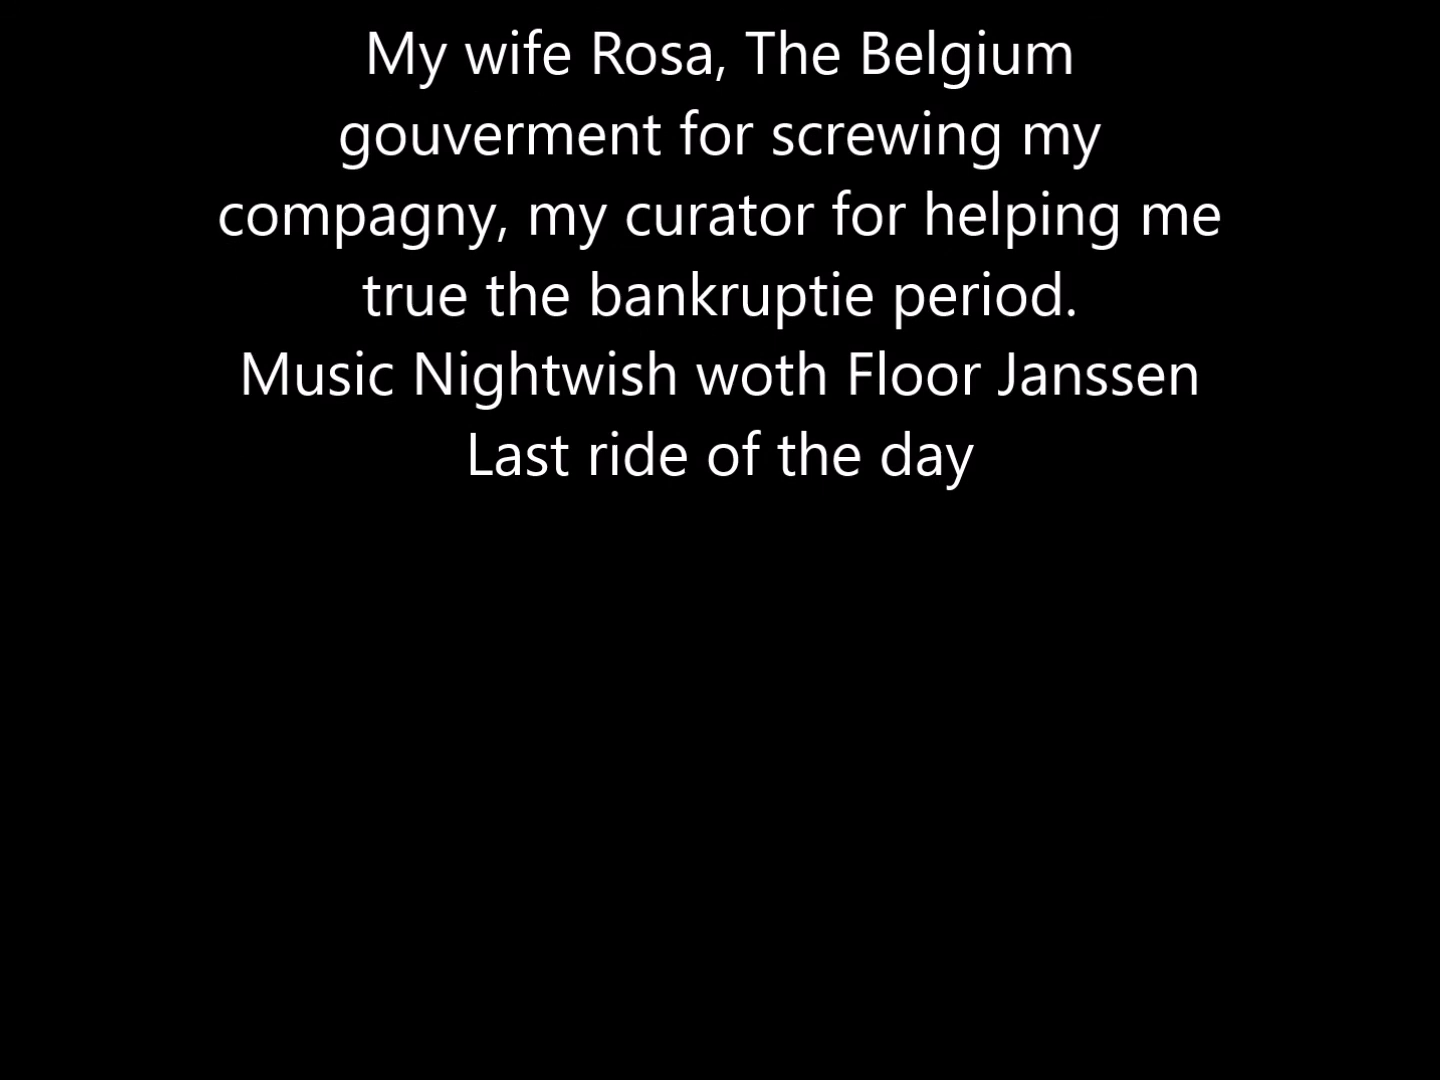 My wife Rosa, The Belgium
gouverment for screwing my
compagny, my curator for helping me
true the bankruptie period.
Music Nightwish woth Floor Janssen
Last ride of the day